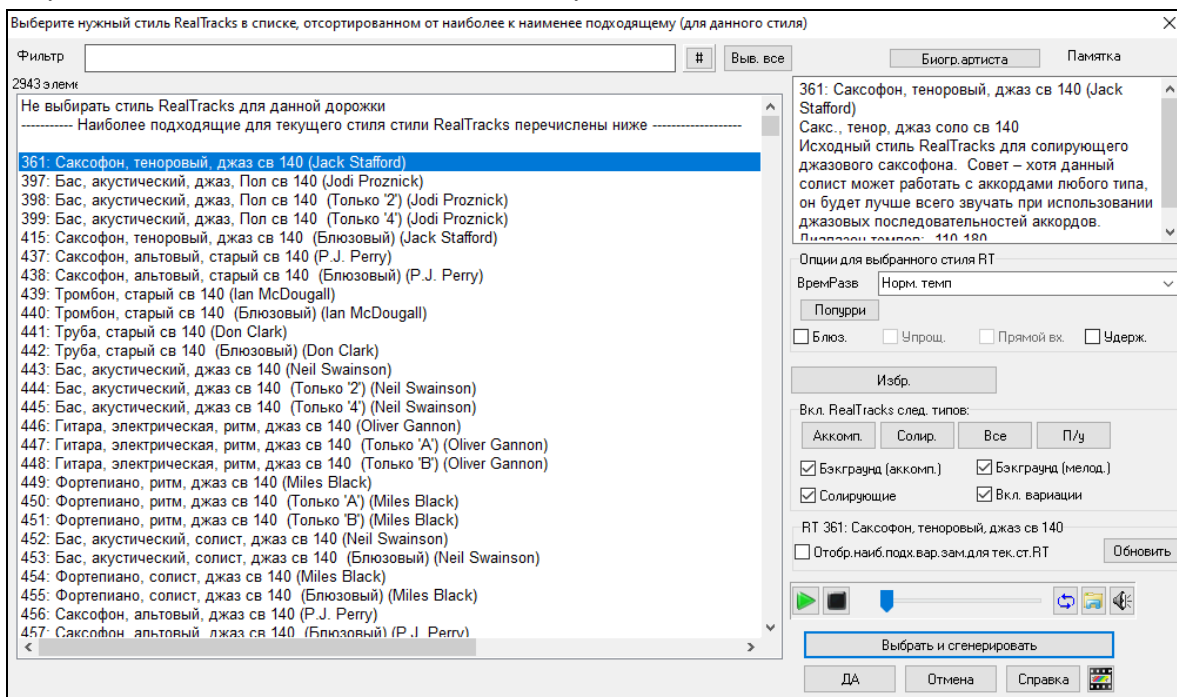 Выберите нужный стиль RealTracks в списке, отсортированном от наиболее к наименее подходящему (для данного стиля)
Фильтр
#
Выв. все
Биогр.артиста
Памятка
2943 элеме
Не выбирать стиль RealTracks для данной дорожки
----------- Наиболее подходящие для текущего стиля стили RealTracks перечислены ниже --------------------
361: Саксофон, теноровый, джаз св 140 (Jack Stafford)
397: Бас, акустический, джаз, Пол св 140 (Jodi Proznick)
398: Бас, акустический, джаз, Пол св 140 (Только '2') (Jodi Proznick)
399: Бас, акустический, джаз, Пол св 140 (Только '4') (Jodi Proznick)
415: Саксофон, теноровый, джаз св 140 (Блюзовый) (Jack Stafford)
437: Саксофон, альтовый, старый св 140 (P.J. Perry)
438: Саксофон, альтовый, старый св 140 (Блюзовый) (P.J. Perry)
439: Тромбон, старый св 140 (Ian McDougall)
440: Тромбон, старый св 140 (Блюзовый) (Ian McDougall)
441: Труба, старый св 140 (Don Clark)
442: Труба, старый св 140 (Блюзовый) (Don Clark)
443: Бас, акустический, джаз св 140 (Neil Swainson)
444: Бас, акустический, джаз св 140 (Только '2') (Neil Swainson)
445: Бас, акустический, джаз св 140 (Только '4') (Neil Swainson)
446: Гитара, электрическая, ритм, джаз св 140 (Oliver Gannon)
447: Гитара, электрическая, ритм, джаз св 140 (Только 'A') (Oliver Gannon)
448: Гитара, электрическая, ритм, джаз св 140 (Только 'B') (Oliver Gannon)
449: Фортепиано, ритм, джаз св 140 (Miles Black)
450: Фортепиано, ритм, джаз св 140 (Только 'A') (Miles Black)
451: Фортепиано, ритм, джаз св 140 (Только 'B') (Miles Black)
452: Бас, акустический, солист, джаз св 140 (Neil Swainson)
453: Бас, акустический, солист, джаз св 140 (Блюзовый) (Neil Swainson)
454: Фортепиано, солист, джаз св 140 (Miles Black)
455: Фортепиано, солист, джаз св 140 (Блюзовый) (Miles Black)
456: Саксофон, альтовый, джаз св 140 (P.J. Perry)
457: Саксофон, альтовый, джаз св 140 (Блюзовый) (P.J. Perry)
361: Саксофон, теноровый, джаз св 140 (Jack
Stafford)
Сакс., тенор, джаз соло св 140
Исходный стиль RealTracks для солирующего
джазового саксофона. Совет – хотя данный
солист может работать с аккордами любого типа,
он будет лучше всего звучать при использовании
джазовых последовательностей аккордов.
Диапазон темпов: 110-180
Опции для выбранного стиля RT
ВремРазв
Норм. темп
Попурри
Блюз.
Упрощ.
Прямой вх.
Удерж.
Избр.
Вкл. RealTracks след. типов:
Аккомп.
Солир.
Все
П/у
Бэкграунд (аккомп.)
Бэкграунд (мелод.)
Солирующие
Вкл. вариации
RT 361: Саксофон, теноровый, джаз св 140
Отобр.наиб.подх.вар.зам.для тек.ст.RT
Обновить
Выбрать и сгенерировать
ДА
Отмена
Справка